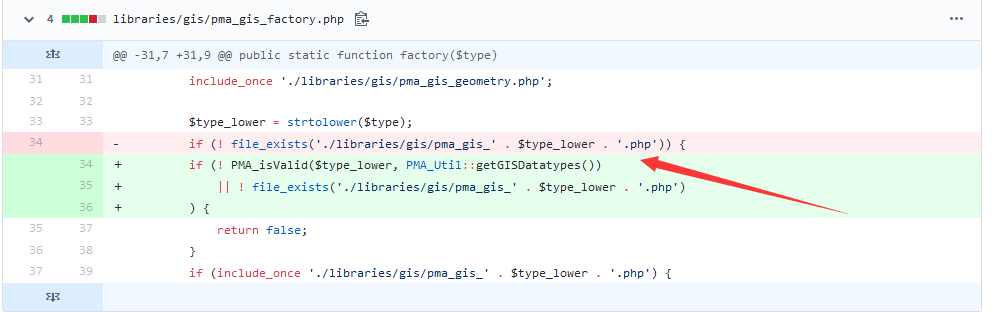 4 libraries/gis/pma_gis_factory.php
@@ -31,7 +31,9 @@ public static function factory($type)
31 31 include_once './libraries/gis/pma_gis_geometry.php';
32 32
33 33 $type_lower = strtolower($type);
34 - if (! file_exists('./libraries/gis/pma_gis_' . $type_lower . '.php')) {
34 + if (! PMA_isValid($type_lower, PMA_Util::getGISDatatypes())
35 + || ! file_exists('./libraries/gis/pma_gis_' . $type_lower . '.php')
36 + ) {
35 37 return false;
36 38 }
37 39 if (include_once './libraries/gis/pma_gis_' . $type_lower . '.php') {